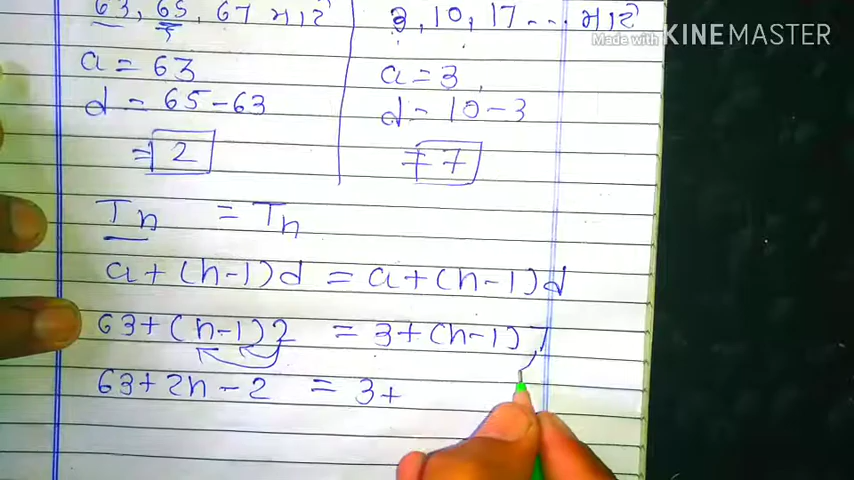 63, 65, 67 માટે
3, 10, 17 ... માટે
Made with KINEMASTER
a = 63
a = 3
d = 65 - 63
d = 10 - 3
= 2
= 7
Tn = Tn
a + (n-1)d = a + (n-1)d
63 + (n-1)2 = 3 + (n-1)7
63 + 2n - 2 = 3 +